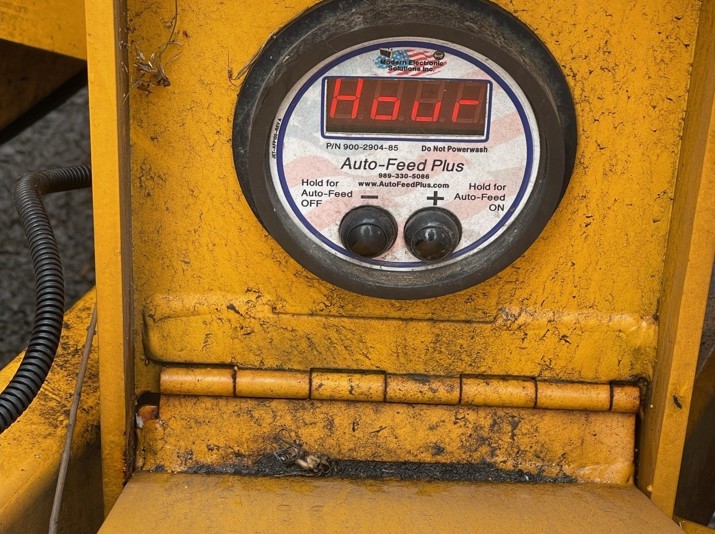 Modern Electronic
Solutions Inc.
Hour
P/N 900-2904-85 Do Not Powerwash
Auto-Feed Plus
989-330-5086
www.AutoFeedPlus.com
Hold for
Auto-Feed
OFF
− +
Hold for
Auto-Feed
ON